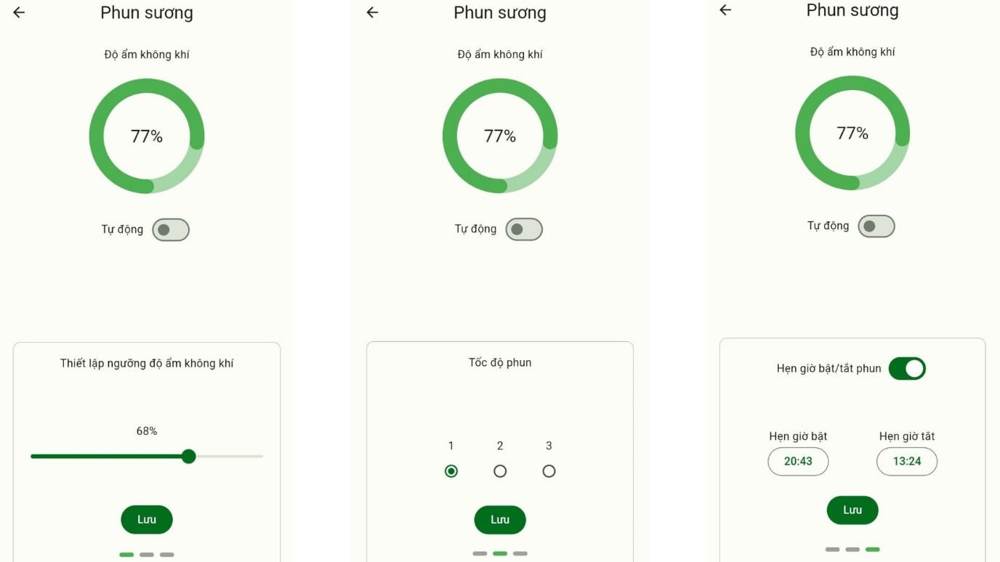 Phun sương
Độ ẩm không khí
77%
Tự động
Thiết lập ngưỡng độ ẩm không khí
68%
Lưu
Phun sương
Độ ẩm không khí
77%
Tự động
Tốc độ phun
1 2 3
Lưu
Phun sương
Độ ẩm không khí
77%
Tự động
Hẹn giờ bật/tắt phun
Hẹn giờ bật Hẹn giờ tắt
20:43 13:24
Lưu